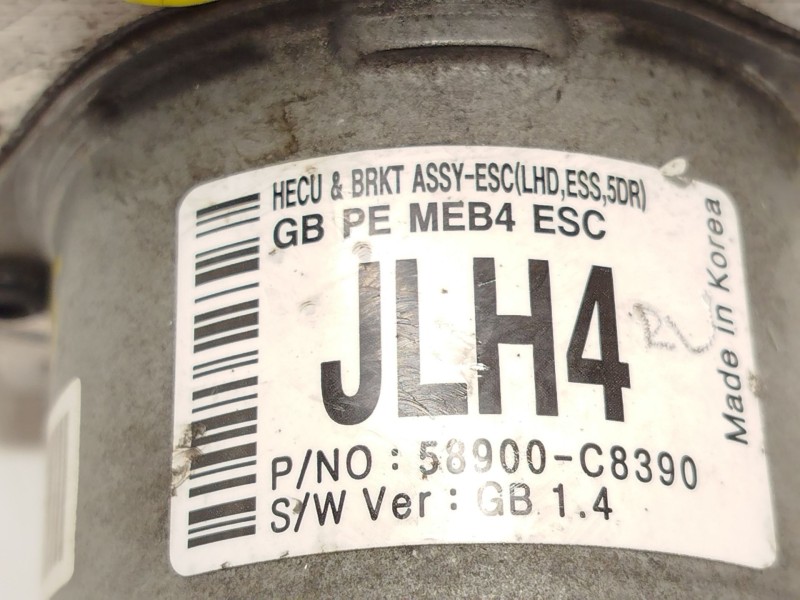 HECU & BRKT ASSY-ESC(LHD,ESS,5DR)
GB PE MEB4 ESC
JLH4
P/NO : 58900-C8390
S/W Ver : GB 1.4
Made in Korea